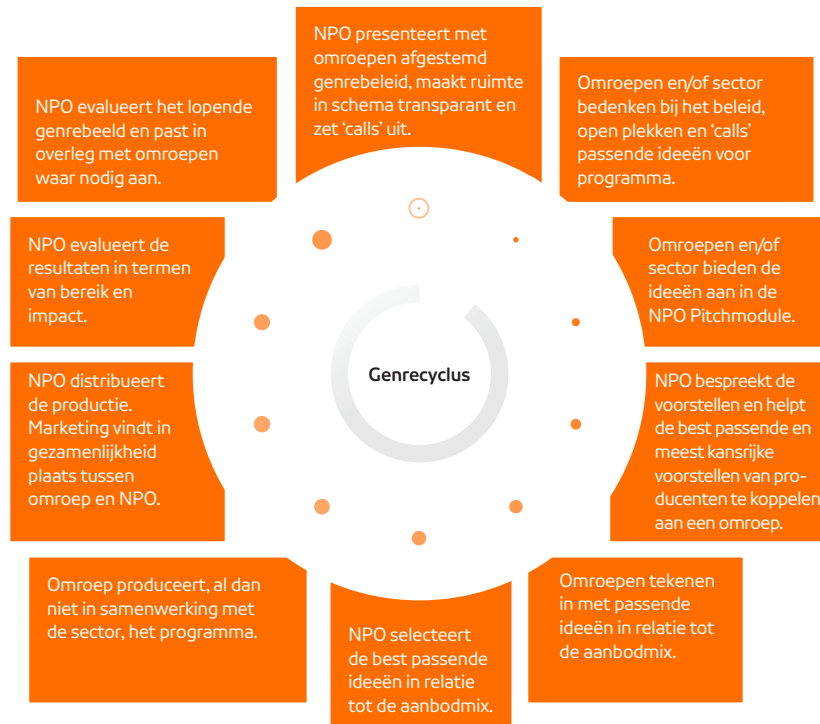 NPO presenteert met
omroepen afgestemd
genrebeleid, maakt ruimte
in schema transparant en
zet ‘calls’ uit.
Omroepen en/of sector
bedenken bij het beleid,
open plekken en ‘calls’
passende ideeën voor
programma.
Omroepen en/of
sector bieden de
ideeën aan in de
NPO Pitchmodule.
NPO bespreekt de
voorstellen en helpt
de best passende en
meest kansrijke
voorstellen van pro-
ducenten te koppelen
aan een omroep.
Omroepen tekenen
in met passende
ideeën in relatie tot
de aanbodmix.
NPO selecteert
de best passende
ideeën in relatie
tot de aanbodmix.
Omroep produceert, al dan
niet in samenwerking met
de sector, het programma.
NPO distribueert
de productie.
Marketing vindt in
gezamenlijkheid
plaats tussen
omroep en NPO.
NPO evalueert de
resultaten in termen
van bereik en
impact.
NPO evalueert het lopende
genrebeeld en past in
overleg met omroepen
waar nodig aan.
Genrecyclus